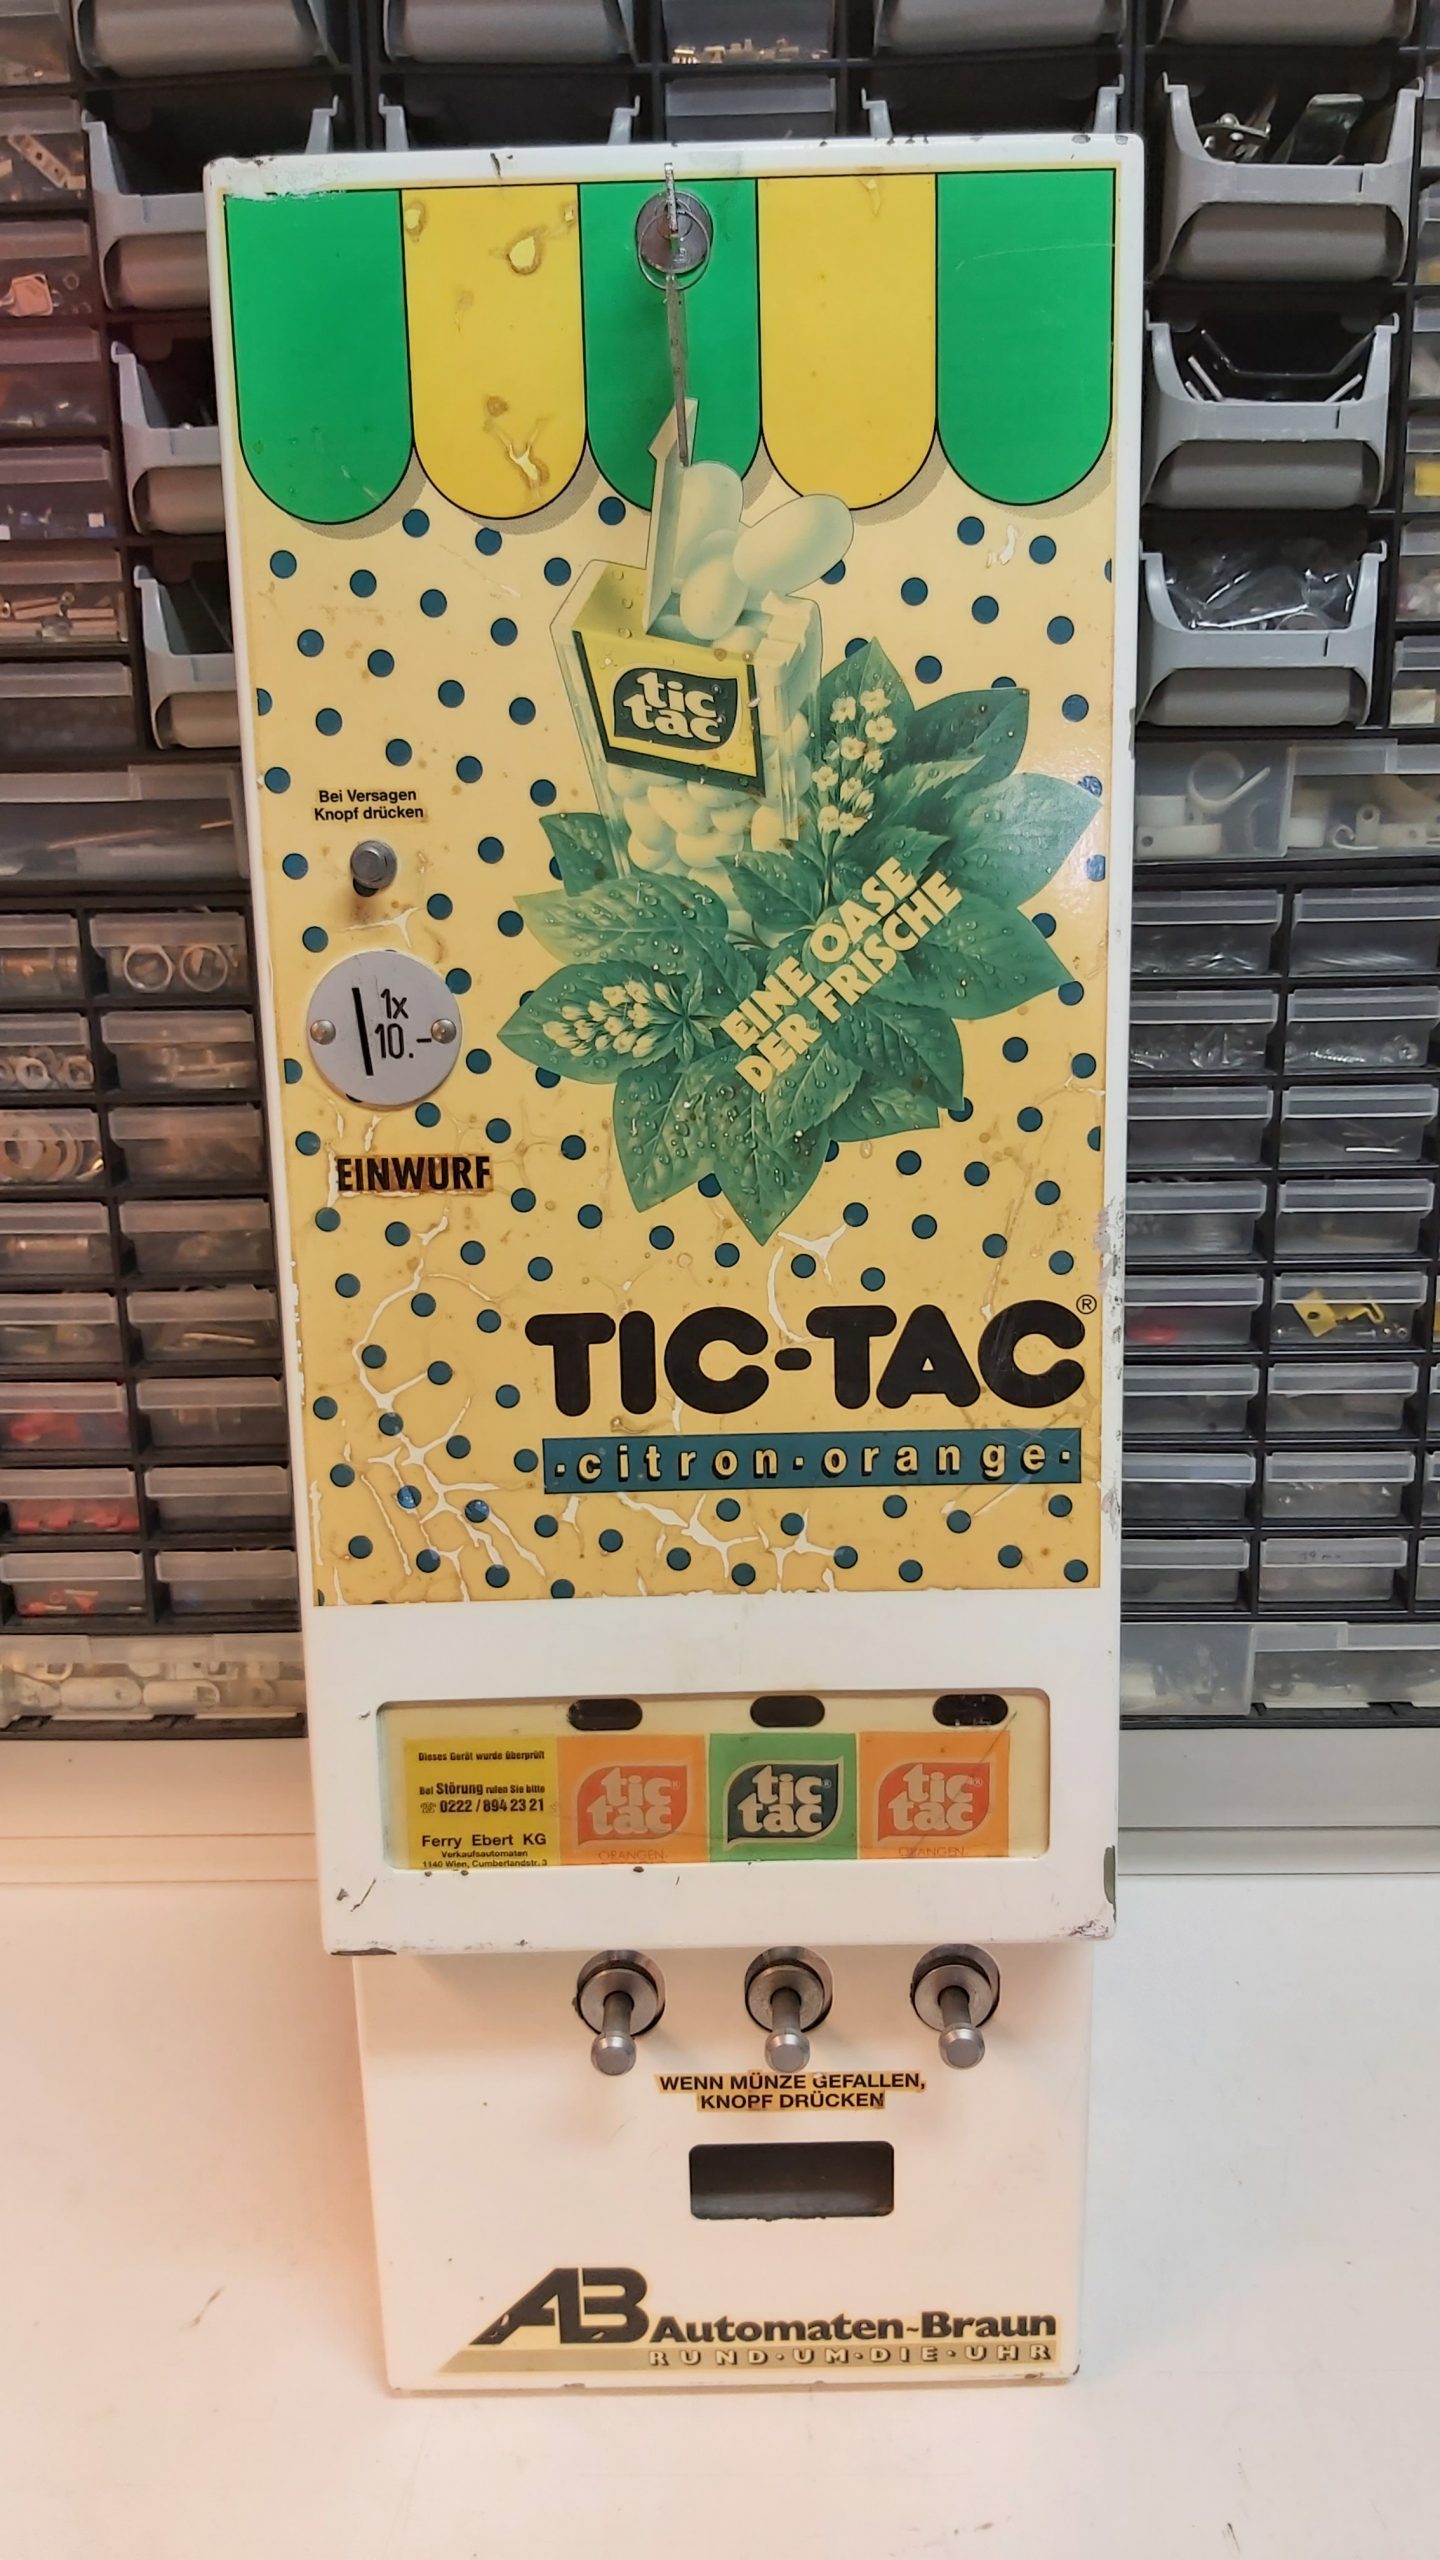 tic
tac
Bei Versagen
Knopf drücken
1x
10.-
EINWURF
EINE OASE
DER FRISCHE
TIC-TAC®
·citron·orange·
Dieses Gerät wurde überprüft
Bei Störung rufen Sie bitte
☏ 0222 / 894 23 21
Ferry Ebert KG
Verkaufsautomaten
1140 Wien, Cumberlandstr. 3
tic®
tac
ORANGEN
tic®
tac
tic®
tac
ORANGEN
WENN MÜNZE GEFALLEN,
KNOPF DRÜCKEN
AB Automaten-Braun
RUND·UM·DIE·UHR